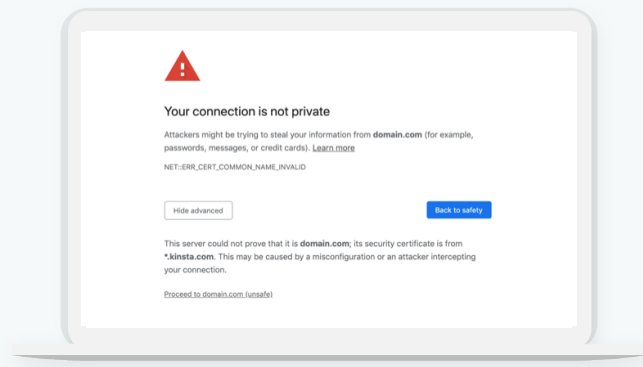 Your connection is not private
Attackers might be trying to steal your information from domain.com (for example,
passwords, messages, or credit cards). Learn more
NET::ERR_CERT_COMMON_NAME_INVALID
Hide advanced
Back to safety
This server could not prove that it is domain.com; its security certificate is from
*.kinsta.com. This may be caused by a misconfiguration or an attacker intercepting
your connection.
Proceed to domain.com (unsafe)